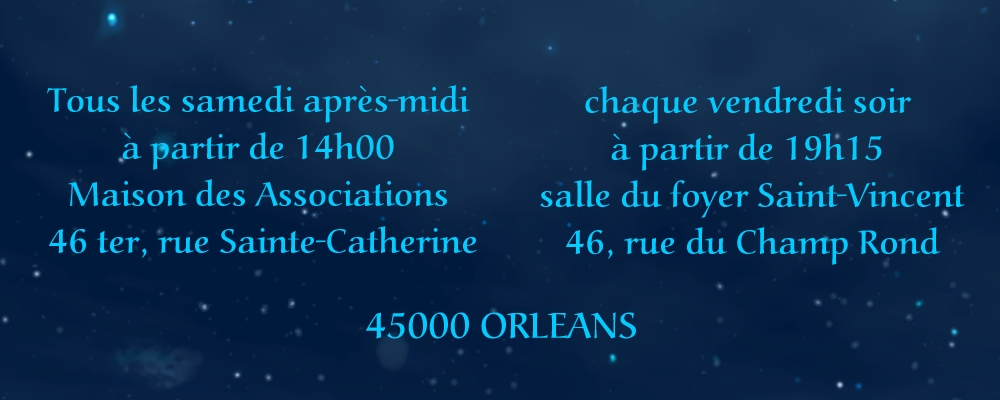 Tous les samedi après-midi
à partir de 14h00
Maison des Associations
46 ter, rue Sainte-Catherine
chaque vendredi soir
à partir de 19h15
salle du foyer Saint-Vincent
46, rue du Champ Rond
45000 ORLEANS